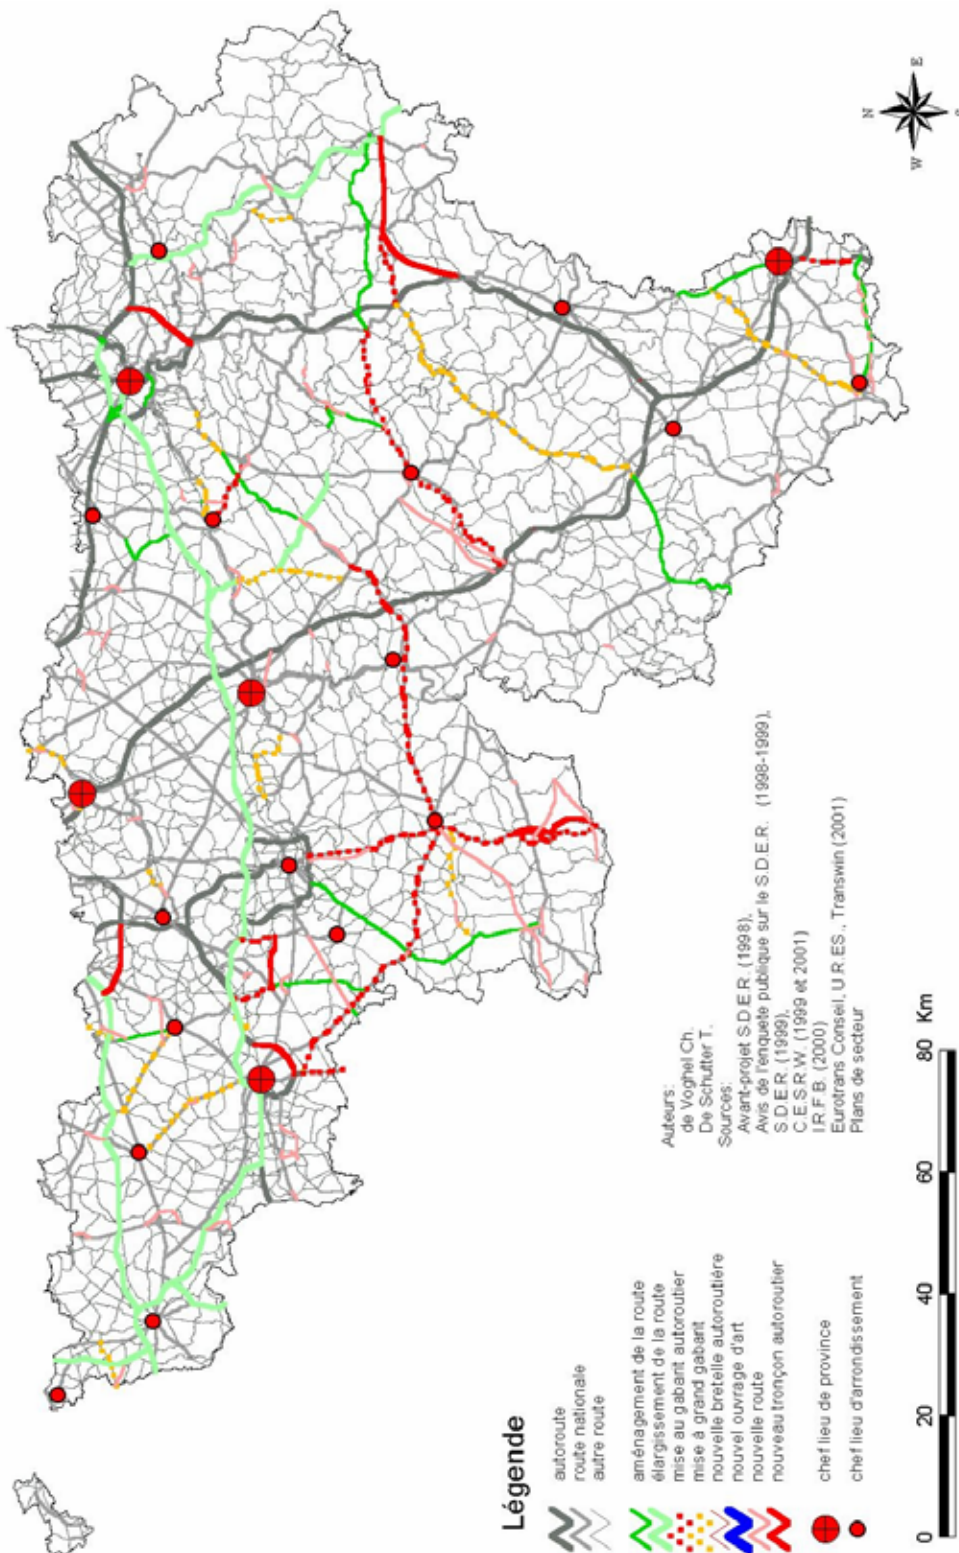 N
E
S
W
Légende
autoroute
route nationale
autre route
aménagement de la route
élargissement de la route
mise au gabarit autoroutier
mise à grand gabarit
nouvelle bretelle autoroutière
nouvel ouvrage d'art
nouvelle route
nouveau tronçon autoroutier
chef lieu de province
chef lieu d'arrondissement
Auteurs:
de Voghel Ch.
De Schutter T.
Sources:
Avant-projet S.D.E.R. (1998),
Avis de l'enquete publique sur le S.D.E.R. (1998-1999),
S.D.E.R. (1999),
C.E.S.R.W. (1999 et 2001)
I.R.F.B. (2000)
Eurotrans Conseil, U.R.ES., Transwin (2001)
Plans de secteur
0 20 40 60 80 Km